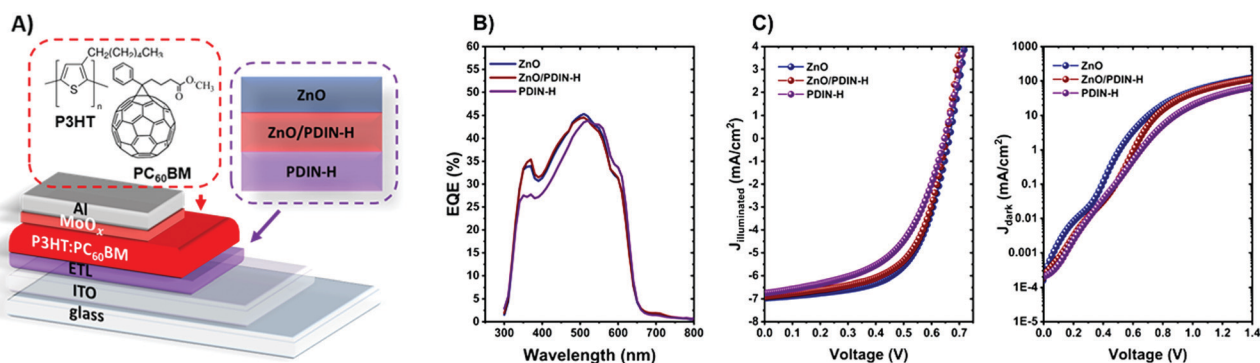 A)
CH₂(CH₂)₄CH₃
S
n
P3HT
O
OCH₃
PC₆₀BM
ZnO
ZnO/PDIN-H
PDIN-H
Al
MoOₓ
P3HT:PC₆₀BM
ETL
ITO
glass
B)
60
55
50
45
40
35
30
25
20
15
10
5
0
EQE (%)
300 400 500 600 700 800
Wavelength (nm)
ZnO
ZnO/PDIN-H
PDIN-H
C)
4
3
2
1
0
-1
-2
-3
-4
-5
-6
-7
-8
J illuminated (mA/cm²)
0.0 0.1 0.2 0.3 0.4 0.5 0.6 0.7
Voltage (V)
ZnO
ZnO/PDIN-H
PDIN-H
1000
100
10
1
0.1
0.01
0.001
1E-4
1E-5
J dark (mA/cm²)
0.0 0.2 0.4 0.6 0.8 1.0 1.2 1.4
Voltage (V)
ZnO
ZnO/PDIN-H
PDIN-H